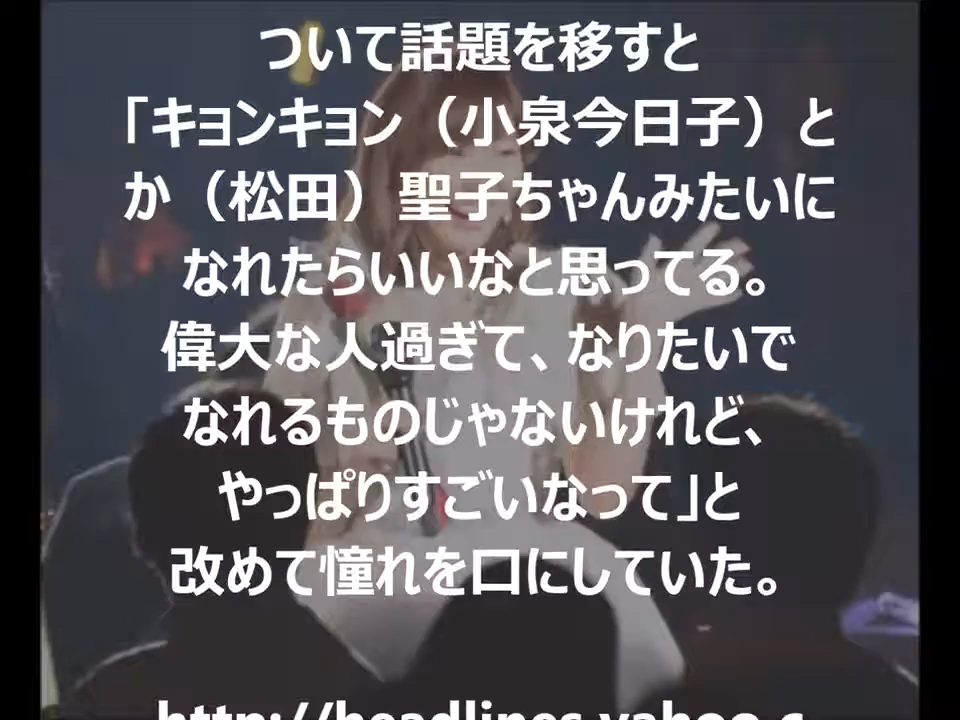 ついて話題を移すと
「キョンキョン（小泉今日子）と
か（松田）聖子ちゃんみたいに
なれたらいいなと思ってる。
偉大な人過ぎて、なりたいで
なれるものじゃないけれど、
やっぱりすごいなって」と
改めて憧れを口にしていた。
http://headlines.yahoo.c